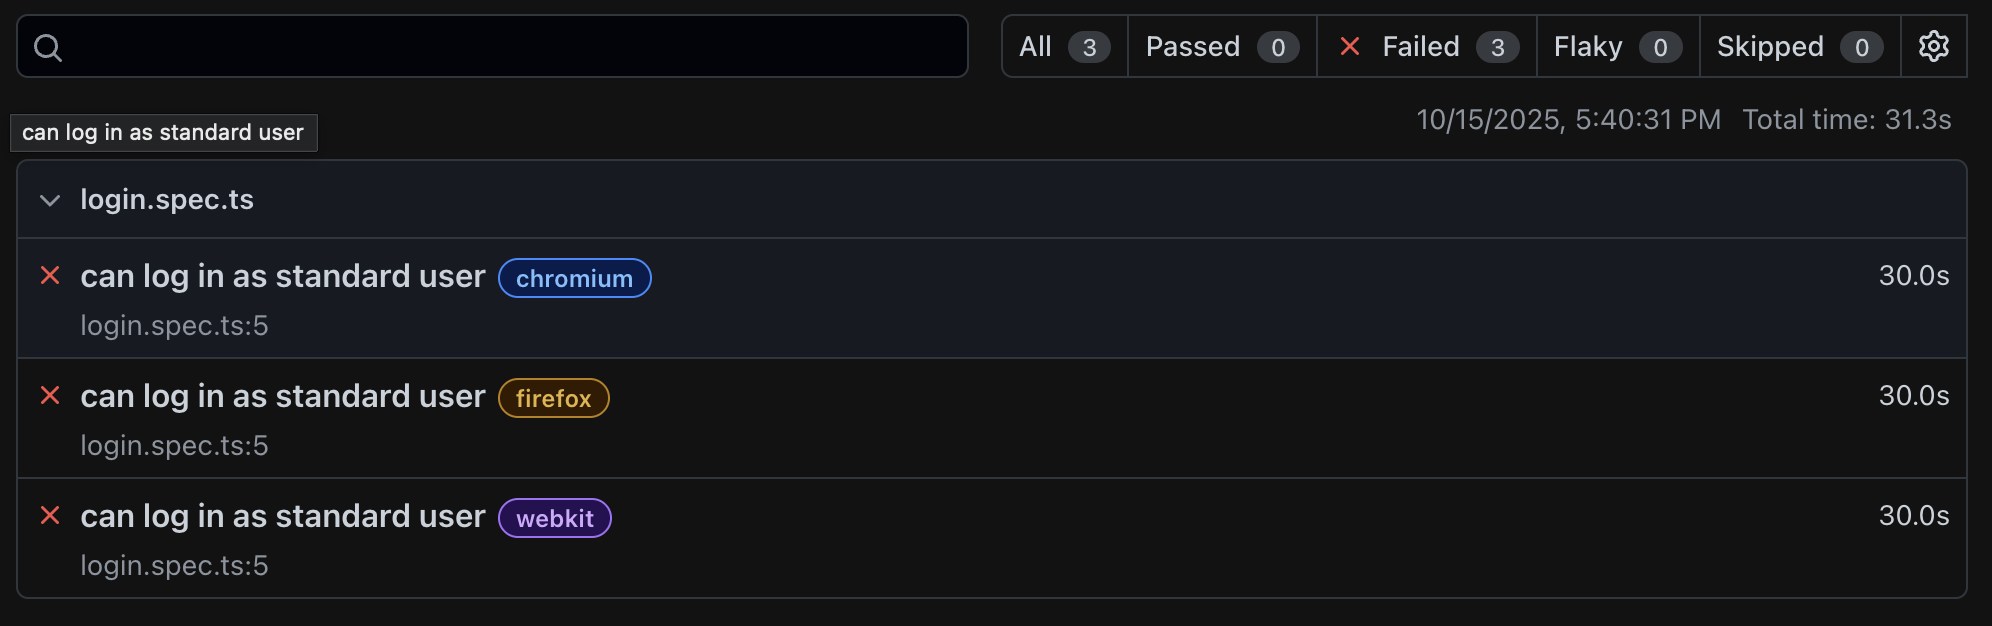 All 3 Passed 0 Failed 3 Flaky 0 Skipped 0
10/15/2025, 5:40:31 PM Total time: 31.3s
can log in as standard user
login.spec.ts
can log in as standard user chromium 30.0s
login.spec.ts:5
can log in as standard user firefox 30.0s
login.spec.ts:5
can log in as standard user webkit 30.0s
login.spec.ts:5